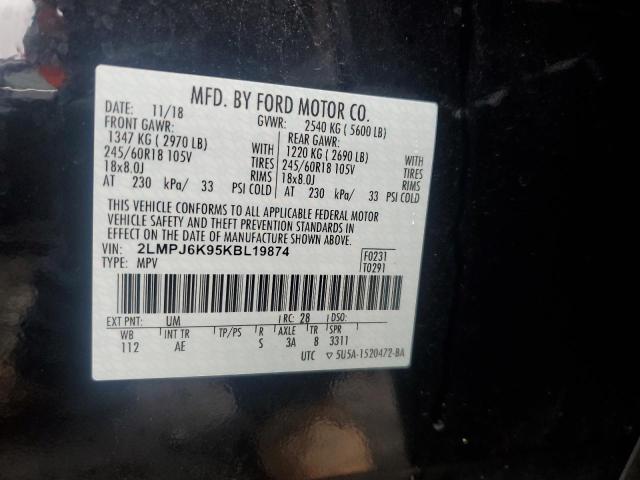 MFD. BY FORD MOTOR CO.
DATE: 11/18 GVWR: 2540 KG ( 5600 LB)
FRONT GAWR: REAR GAWR:
1347 KG ( 2970 LB) WITH 1220 KG ( 2690 LB) WITH
245/60R18 105V TIRES 245/60R18 105V TIRES
18x8.0J RIMS 18x8.0J RIMS
AT 230 kPa/ 33 PSI COLD AT 230 kPa/ 33 PSI COLD
THIS VEHICLE CONFORMS TO ALL APPLICABLE FEDERAL MOTOR
VEHICLE SAFETY AND THEFT PREVENTION STANDARDS IN
EFFECT ON THE DATE OF MANUFACTURE SHOWN ABOVE.
VIN: 2LMPJ6K95KBL19874 F0231
TYPE: MPV T0291
EXT PNT: UM RC: 28 DSO:
WB INT TR TP/PS R AXLE TR SPR
112 AE S 3A 8 3311
UTC ▽ 5U5A-1520472-BA